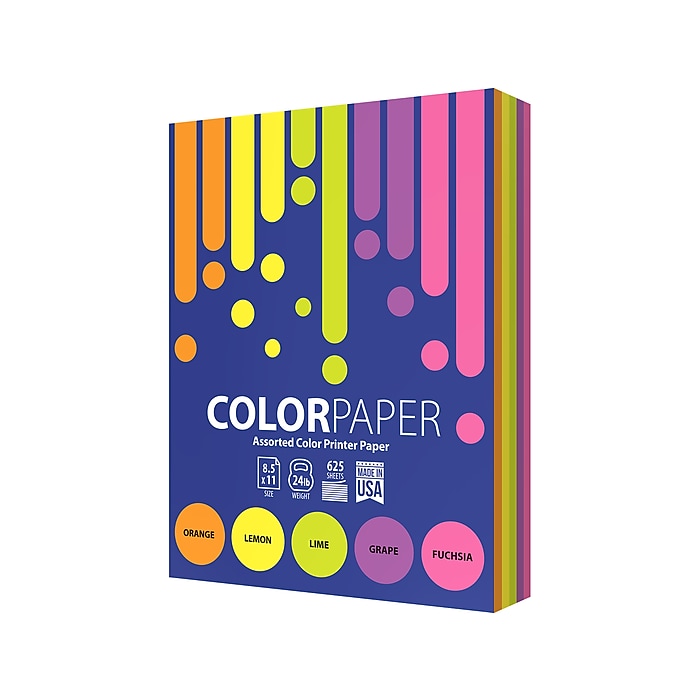 COLORPAPER
Assorted Color Printer Paper
8.5 x 11
SIZE
24lb
WEIGHT
625
SHEETS
MADE IN
USA
ORANGE
LEMON
LIME
GRAPE
FUCHSIA